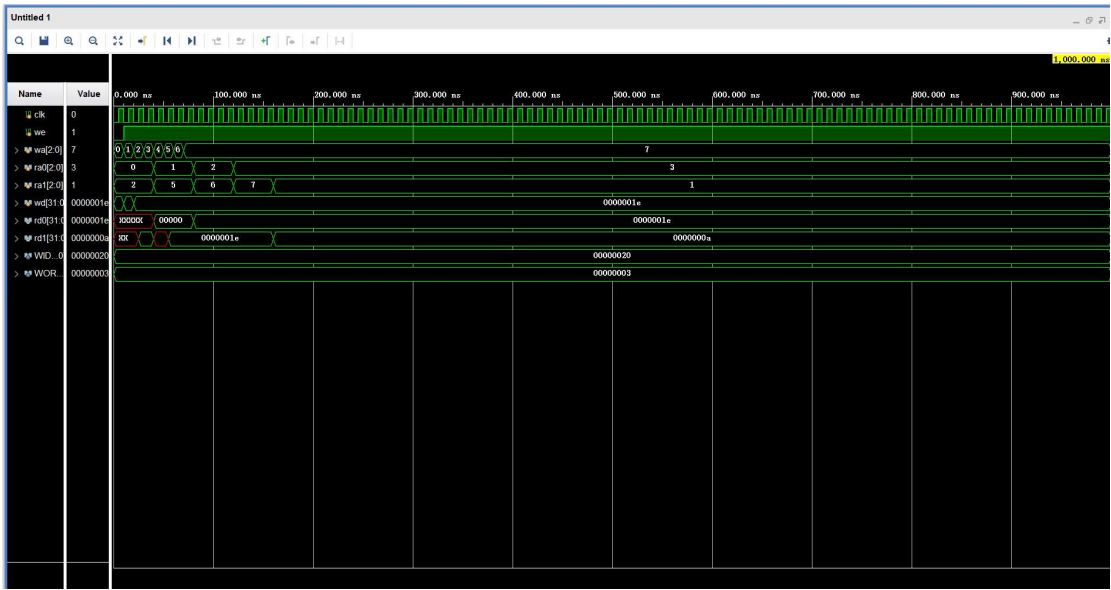 Untitled 1
1,000.000 ns
Name Value 0.000 ns 100.000 ns 200.000 ns 300.000 ns 400.000 ns 500.000 ns 600.000 ns 700.000 ns 800.000 ns 900.000 ns
clk 0
we 1
wa[2:0] 7 0 1 2 3 4 5 6 7
ra0[2:0] 3 0 1 2 3
ra1[2:0] 1 2 5 6 7 1
wd[31:0 0000001e 0000001e
rd0[31:0 0000001e XXXXXX 00000 0000001e
rd1[31:0 0000000a XX 0000001e 0000000a
WID...0] 00000020 00000020
WOR... 00000003 00000003